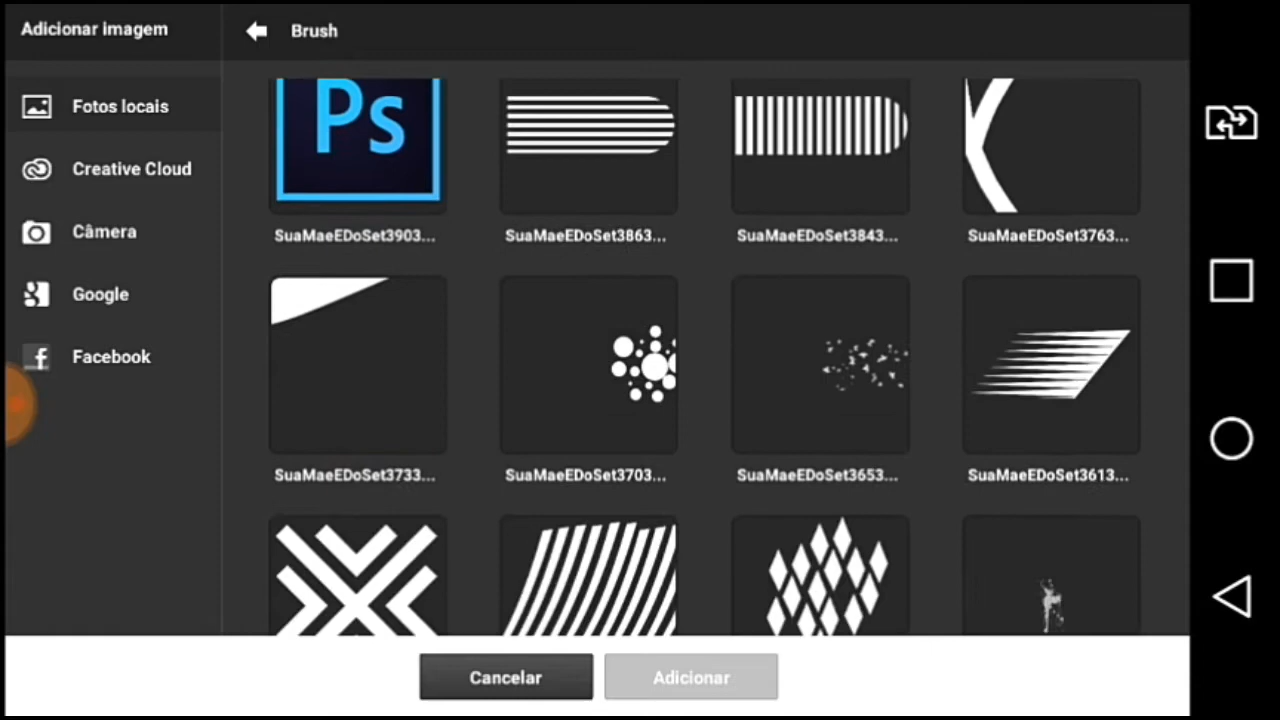 Adicionar imagem
Brush
Fotos locais
Creative Cloud
Câmera
Google
Facebook
Ps
SuaMaeEDoSet3903...
SuaMaeEDoSet3863...
SuaMaeEDoSet3843...
SuaMaeEDoSet3763...
SuaMaeEDoSet3733...
SuaMaeEDoSet3703...
SuaMaeEDoSet3653...
SuaMaeEDoSet3613...
Cancelar
Adicionar